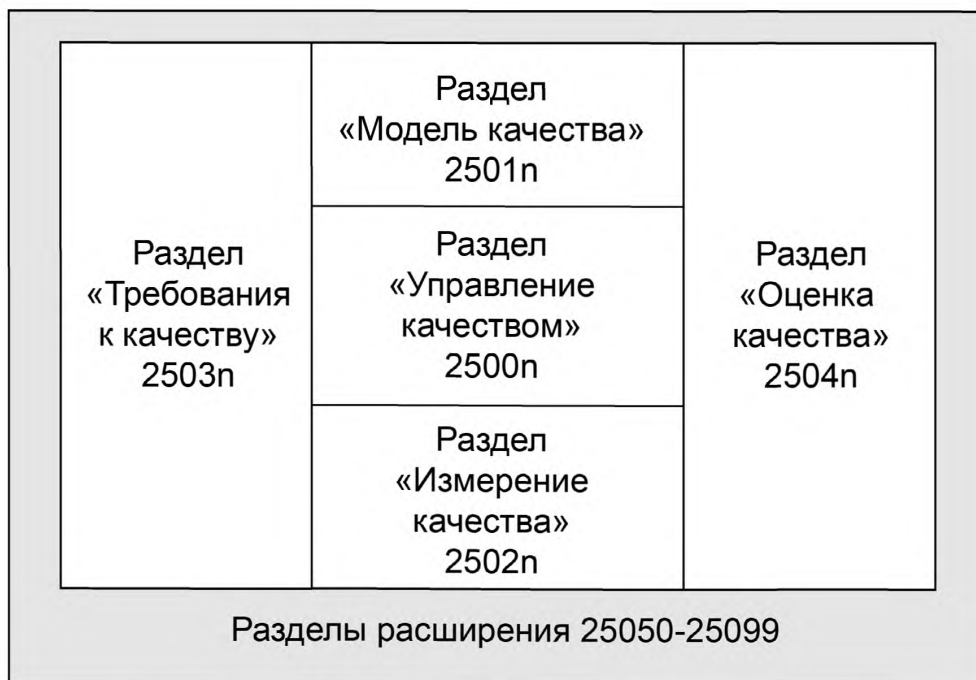 Раздел
«Требования
к качеству»
2503n
Раздел
«Модель качества»
2501n
Раздел
«Управление
качеством»
2500n
Раздел
«Измерение
качества»
2502n
Раздел
«Оценка
качества»
2504n
Разделы расширения 25050-25099